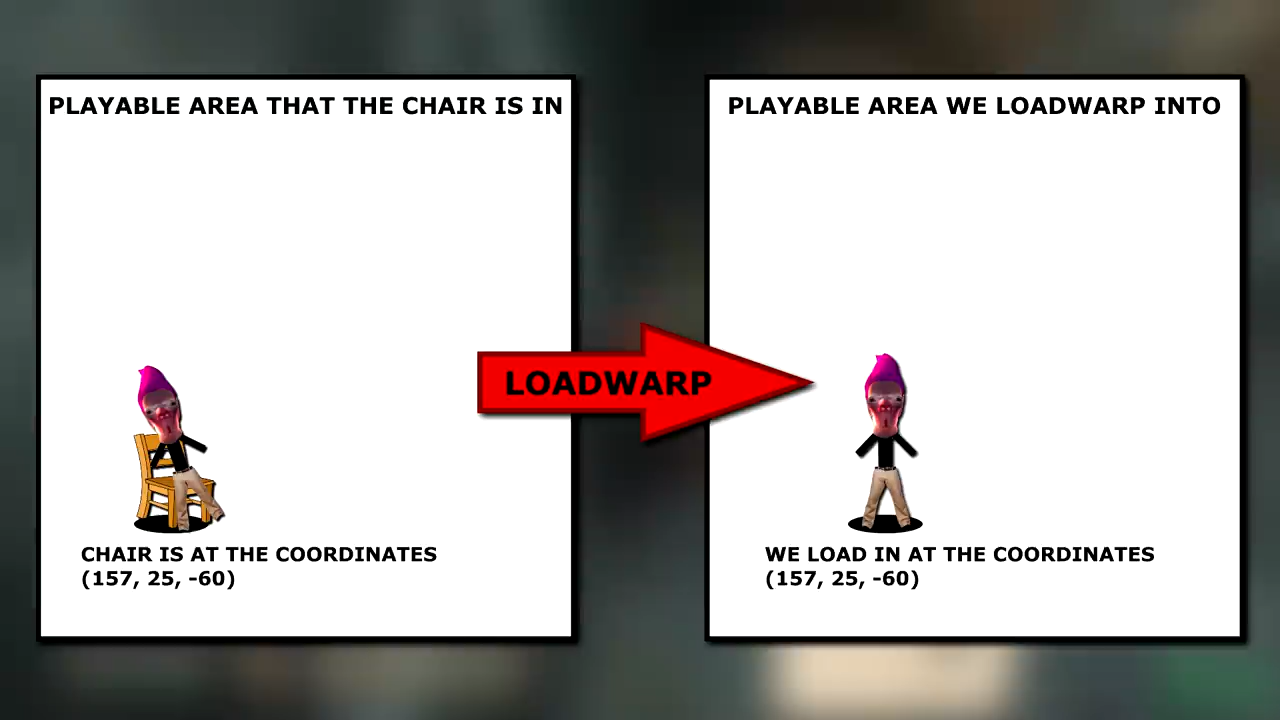 PLAYABLE AREA THAT THE CHAIR IS IN
CHAIR IS AT THE COORDINATES
(157, 25, -60)
LOADWARP
PLAYABLE AREA WE LOADWARP INTO
WE LOAD IN AT THE COORDINATES
(157, 25, -60)